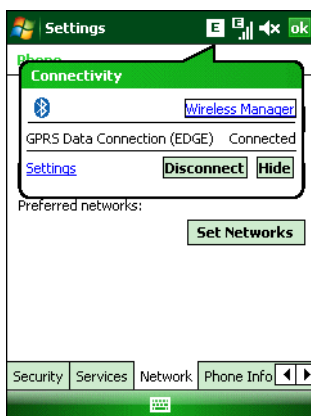 Settings E E ok
Phone
Connectivity
Wireless Manager
GPRS Data Connection (EDGE) Connected
Settings Disconnect Hide
Preferred networks:
Set Networks
Security Services Network Phone Info